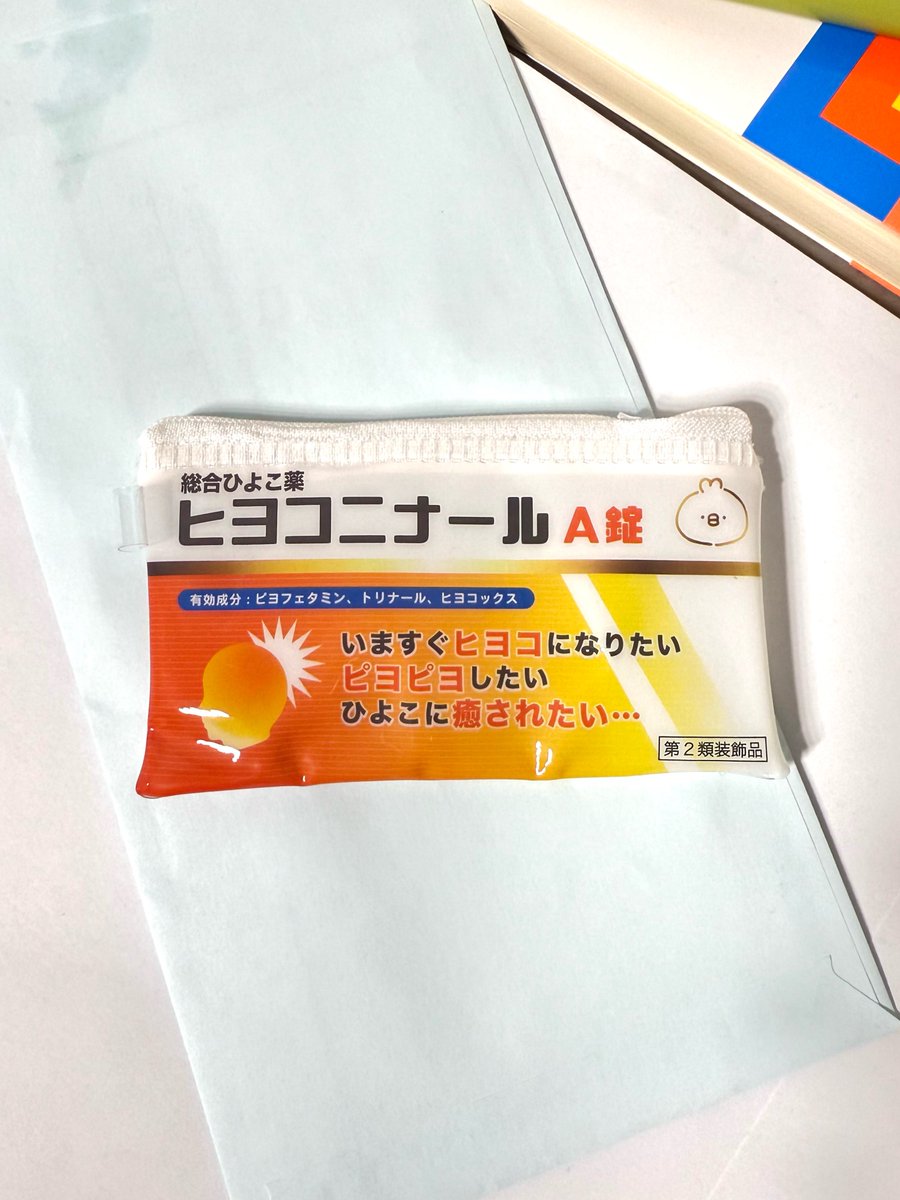 総合ひよこ薬
ヒヨコニナール A錠
有効成分：ピヨフェタミン、トリナール、ヒヨコックス
いますぐヒヨコになりたい
ピヨピヨしたい
ひよこに癒されたい…
第２類装飾品